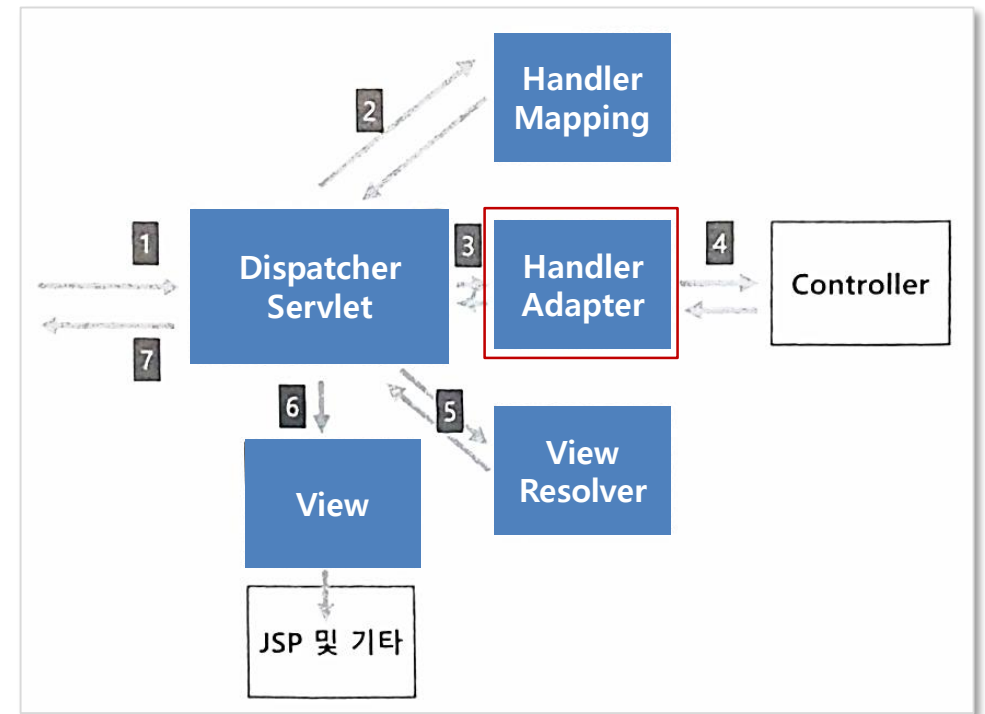 Handler
Mapping
2
1
Dispatcher
Servlet
3
Handler
Adapter
4
Controller
7
6
5
View
View
Resolver
JSP 및 기타